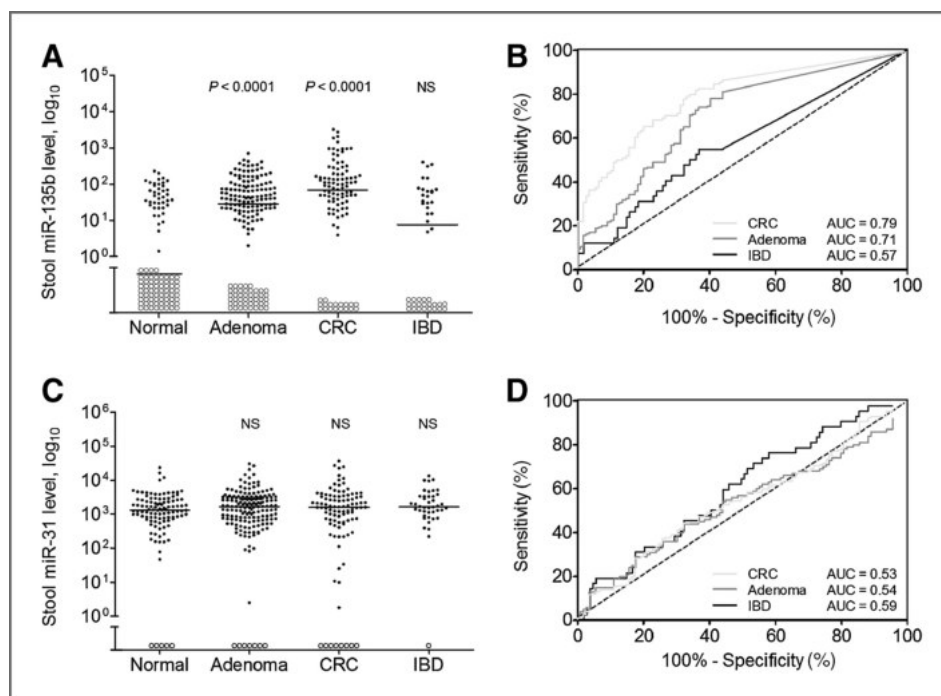 A
Stool miR-135b level, log10
10^5
10^4
10^3
10^2
10^1
10^0
P < 0.0001
P < 0.0001
NS
Normal
Adenoma
CRC
IBD
B
Sensitivity (%)
100
80
60
40
20
0
CRC AUC = 0.79
Adenoma AUC = 0.71
IBD AUC = 0.57
0 20 40 60 80 100
100% - Specificity (%)
C
Stool miR-31 level, log10
10^6
10^5
10^4
10^3
10^2
10^1
10^0
NS
NS
NS
Normal
Adenoma
CRC
IBD
D
Sensitivity (%)
100
80
60
40
20
0
CRC AUC = 0.53
Adenoma AUC = 0.54
IBD AUC = 0.59
0 20 40 60 80 100
100% - Specificity (%)